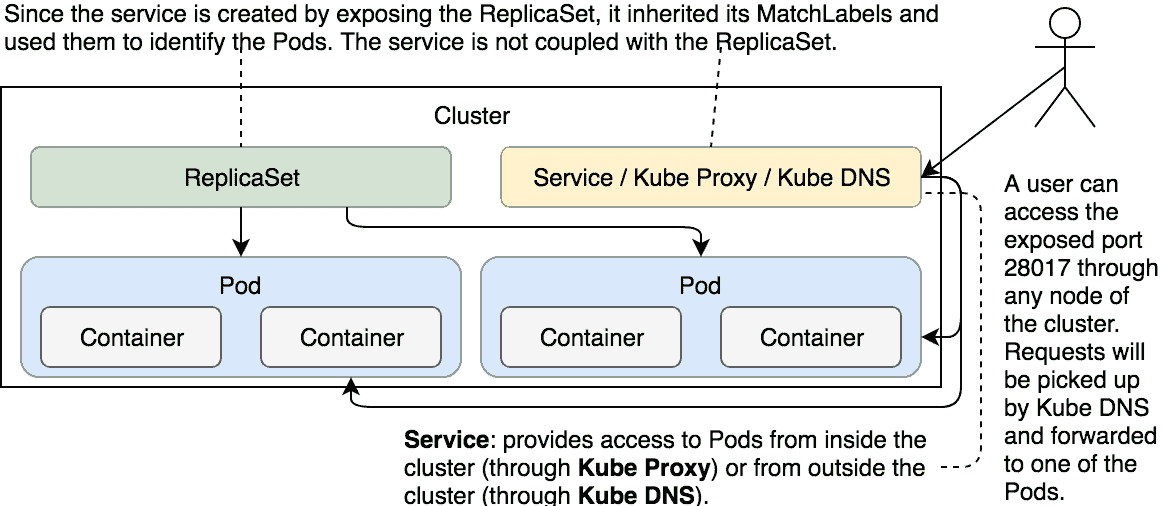 Since the service is created by exposing the ReplicaSet, it inherited its MatchLabels and
used them to identify the Pods. The service is not coupled with the ReplicaSet.
Cluster
ReplicaSet
Service / Kube Proxy / Kube DNS
Pod
Container
Container
Pod
Container
Container
A user can
access the
exposed port
28017 through
any node of
the cluster.
Requests will
be picked up
by Kube DNS
and forwarded
to one of the
Pods.
Service: provides access to Pods from inside the
cluster (through Kube Proxy) or from outside the
cluster (through Kube DNS).